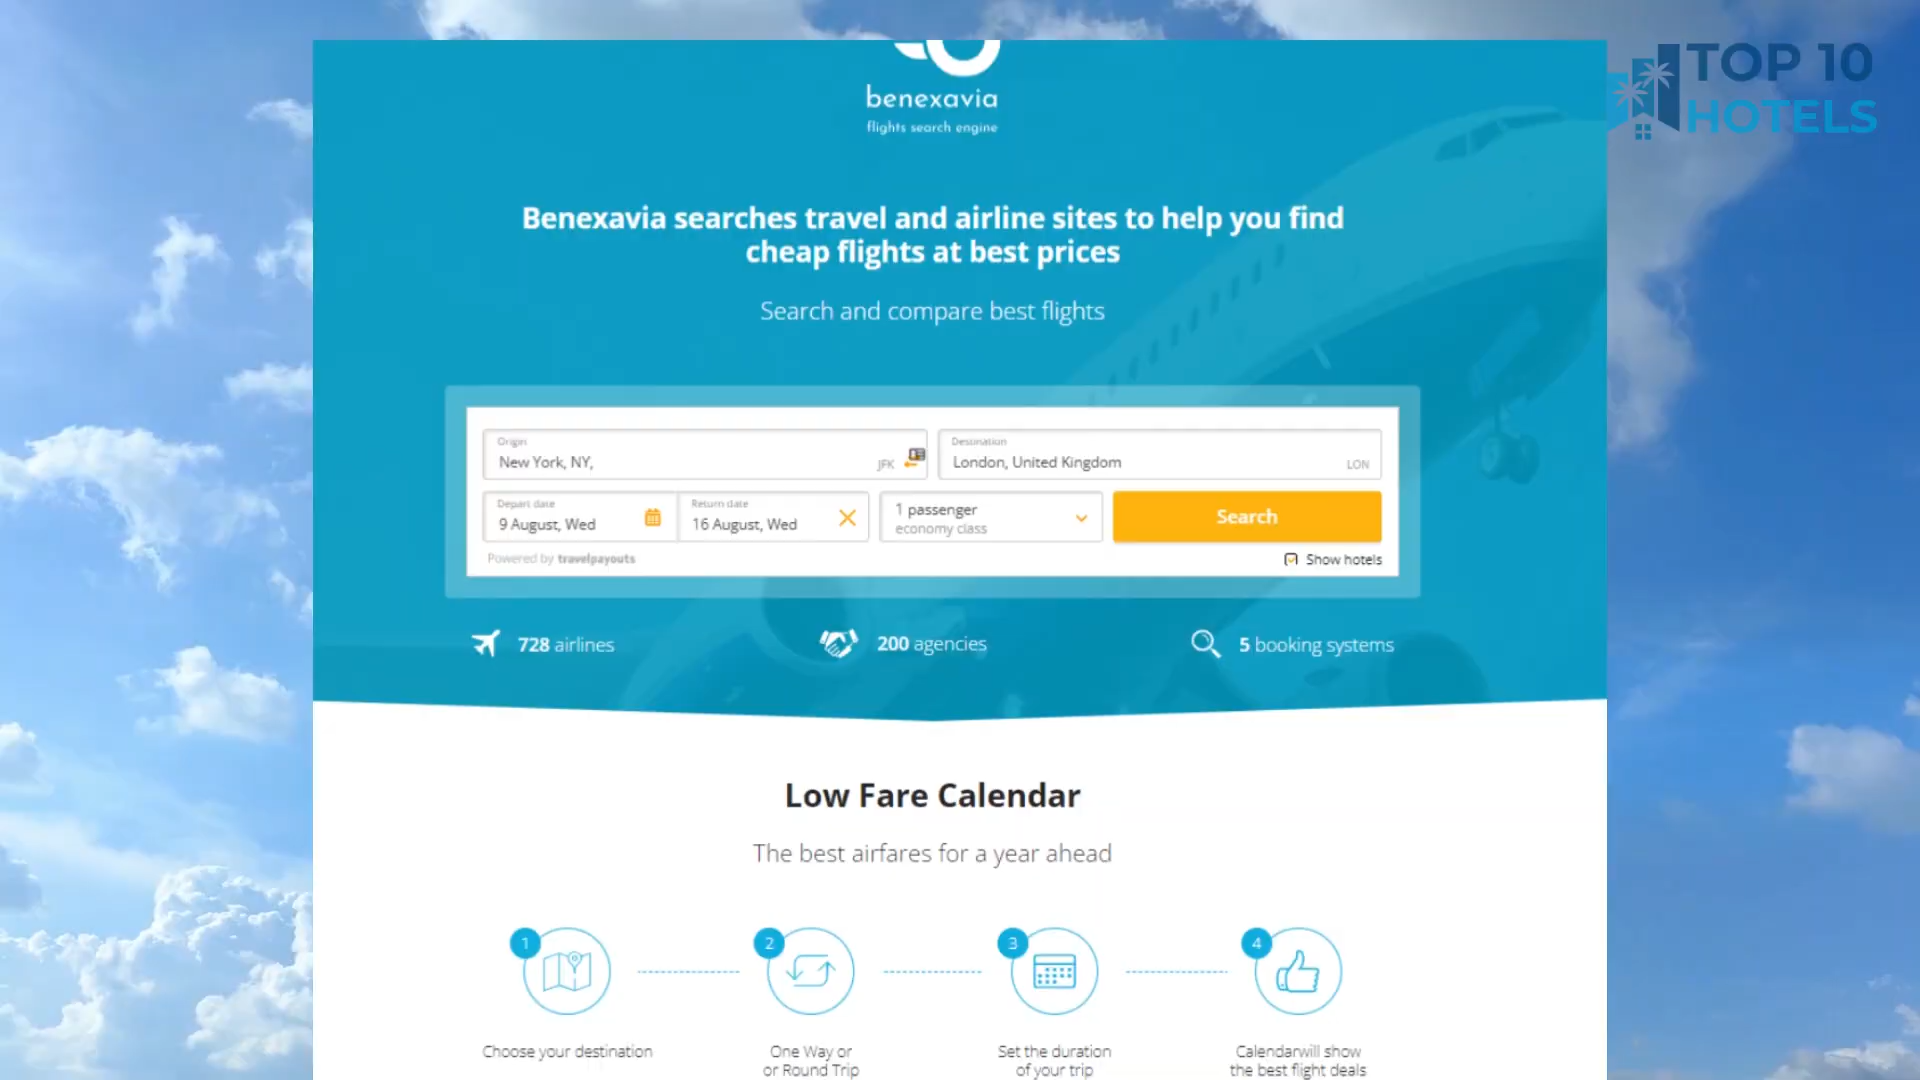 TOP 10
HOTELS
benexavia
flights search engine
Benexavia searches travel and airline sites to help you find
cheap flights at best prices
Search and compare best flights
Origin
New York, NY,
JFK
Destination
London, United Kingdom
LON
Depart date
9 August, Wed
Return date
16 August, Wed
1 passenger
economy class
Search
Powered by travelpayouts
Show hotels
728 airlines
200 agencies
5 booking systems
Low Fare Calendar
The best airfares for a year ahead
1
Choose your destination
2
One Way or
or Round Trip
3
Set the duration
of your trip
4
Calendarwill show
the best flight deals